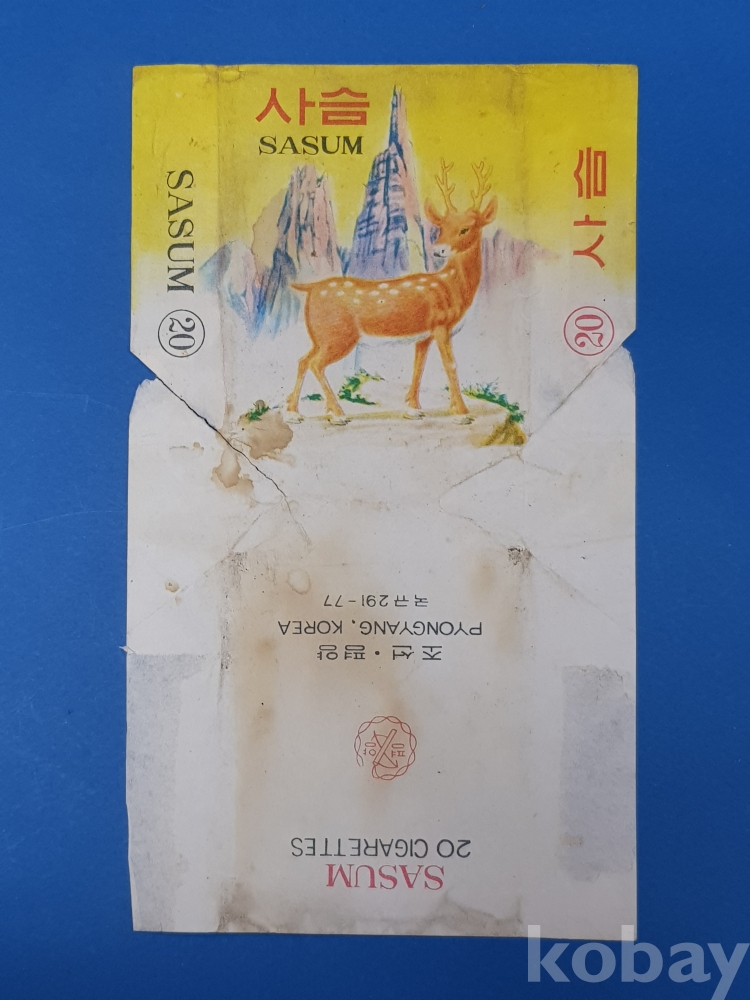 사슴
SASUM
SASUM 20
사슴 20
SASUM
20 CIGARETTES
조선·평양
PYONGYANG, KOREA
국규291-77
kobay